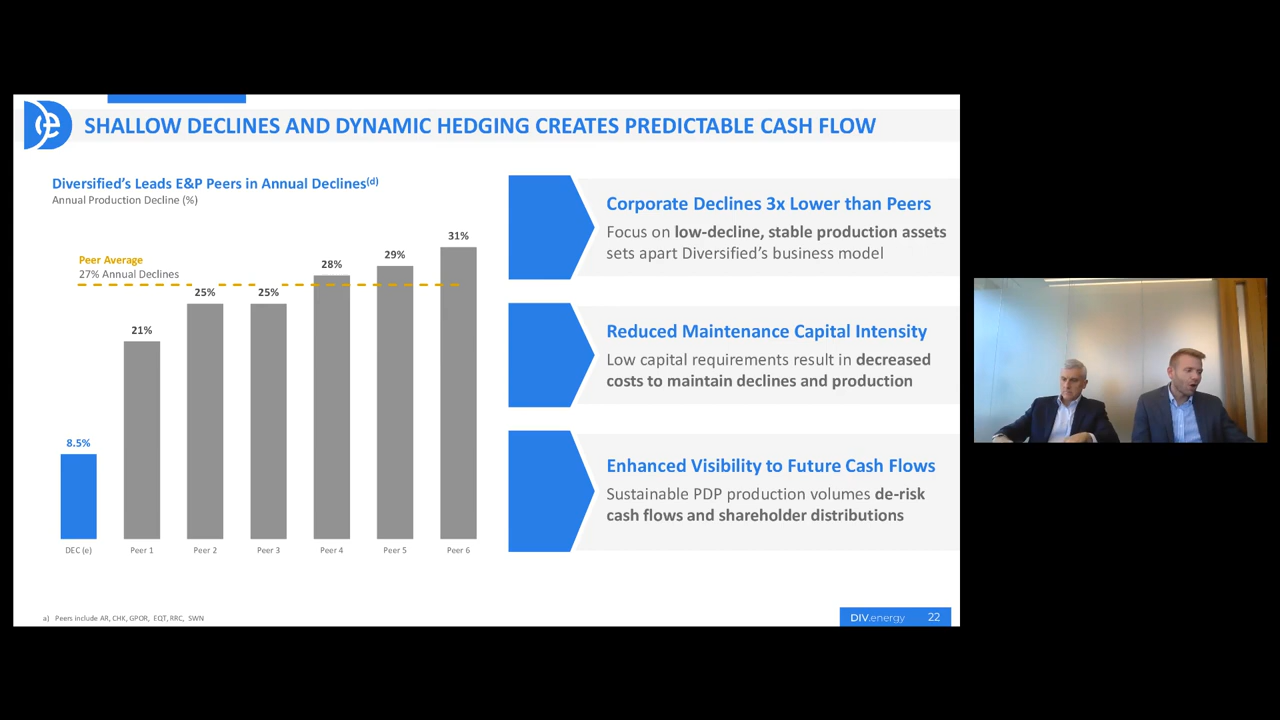 SHALLOW DECLINES AND DYNAMIC HEDGING CREATES PREDICTABLE CASH FLOW
Diversified's Leads E&P Peers in Annual Declines(d)
Annual Production Decline (%)
Peer Average
27% Annual Declines
8.5%
21%
25%
25%
28%
29%
31%
DEC (e)
Peer 1
Peer 2
Peer 3
Peer 4
Peer 5
Peer 6
Corporate Declines 3x Lower than Peers
Focus on low-decline, stable production assets
sets apart Diversified's business model
Reduced Maintenance Capital Intensity
Low capital requirements result in decreased
costs to maintain declines and production
Enhanced Visibility to Future Cash Flows
Sustainable PDP production volumes de-risk
cash flows and shareholder distributions
a) Peers include AR, CHK, GPOR, EQT, RRC, SWN
DIV.energy 22